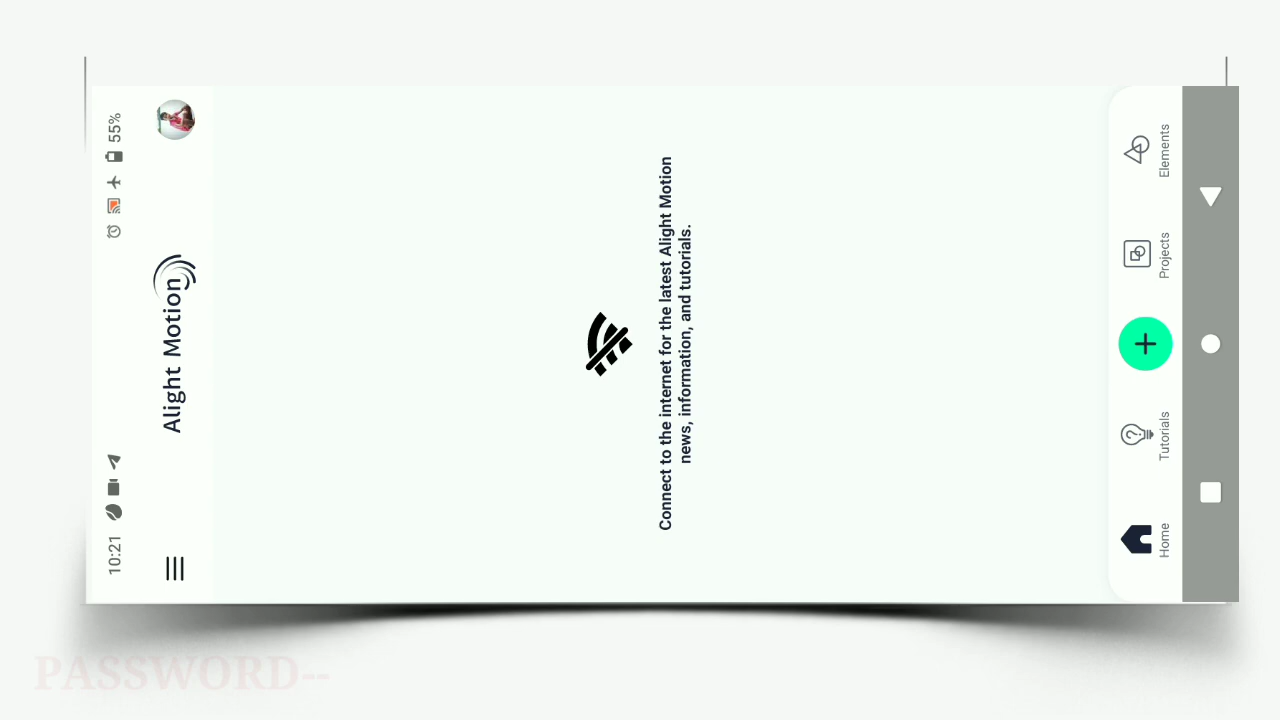 10:21
55%
Alight Motion
Connect to the internet for the latest Alight Motion
news, information, and tutorials.
Home
Tutorials
Projects
Elements
PASSWORD--